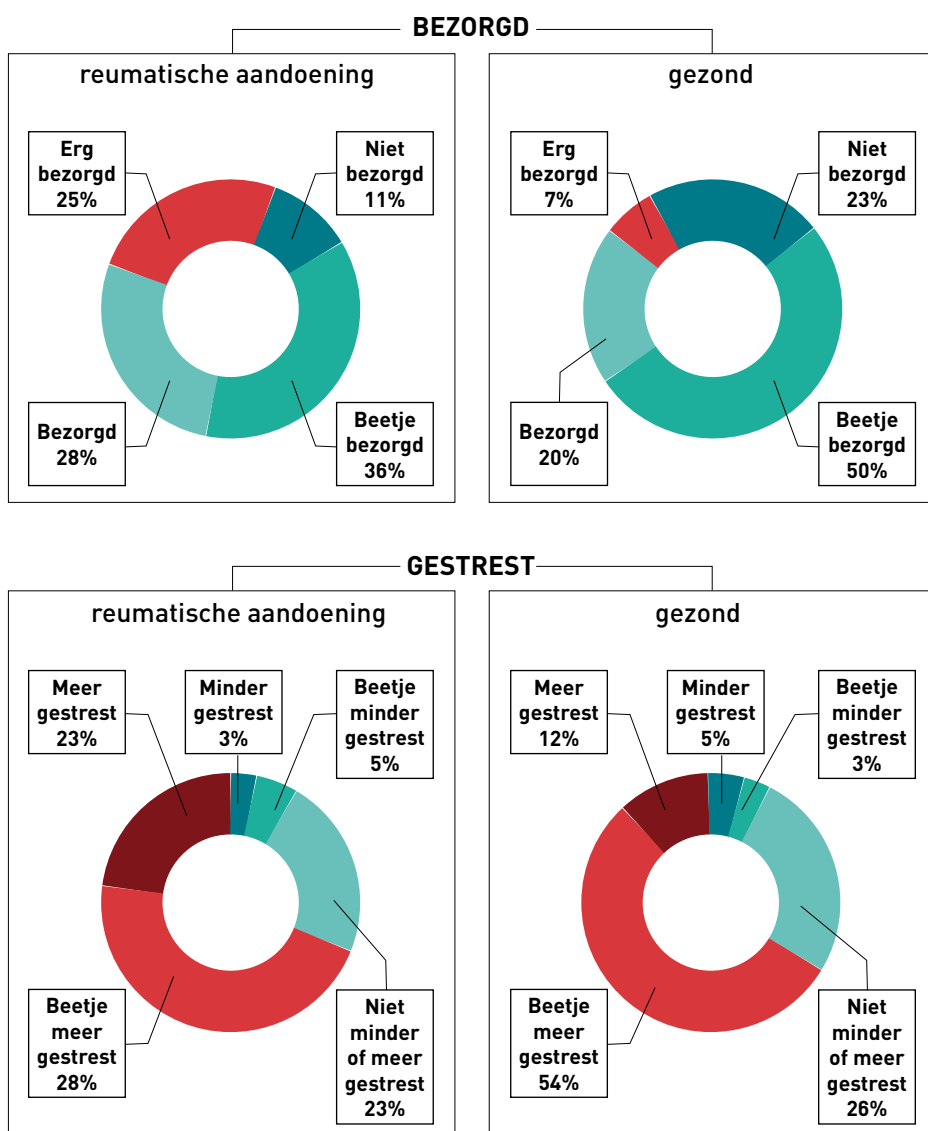 BEZORGD
reumatische aandoening
Erg
bezorgd
25%
Niet
bezorgd
11%
Bezorgd
28%
Beetje
bezorgd
36%
gezond
Erg
bezorgd
7%
Niet
bezorgd
23%
Bezorgd
20%
Beetje
bezorgd
50%
GESTREST
reumatische aandoening
Meer
gestrest
23%
Minder
gestrest
3%
Beetje
minder
gestrest
5%
Beetje
meer
gestrest
28%
Niet
minder
of meer
gestrest
23%
gezond
Meer
gestrest
12%
Minder
gestrest
5%
Beetje
minder
gestrest
3%
Beetje
meer
gestrest
54%
Niet
minder
of meer
gestrest
26%